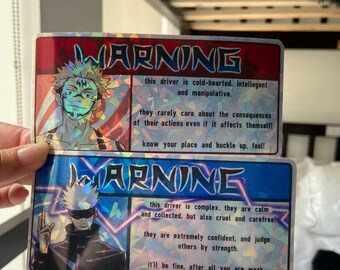 WARNING
this driver is cold-hearted, intellegent
and manipulative.
they rarely care about the consequences
of their actions even if it affects themself!
know your place and buckle up, fool!
WARNING
this driver is complex. they are calm
and collected, but also cruel and carefree!
they are extremely confident, and judge
others by strength.
it'll be fine, after all you are weak